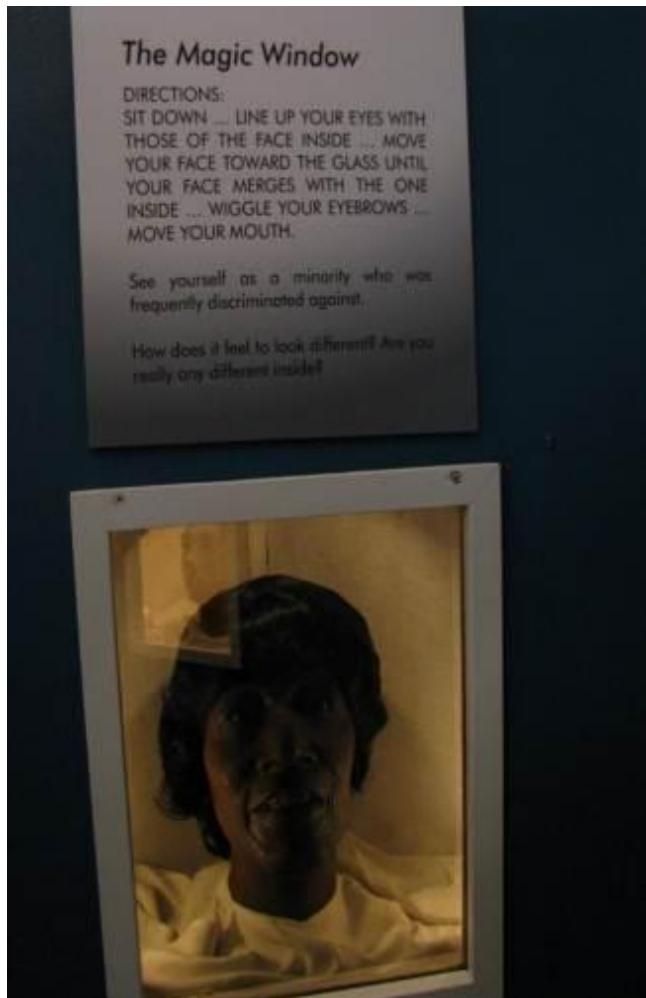 The Magic Window
DIRECTIONS:
SIT DOWN ... LINE UP YOUR EYES WITH
THOSE OF THE FACE INSIDE ... MOVE
YOUR FACE TOWARD THE GLASS UNTIL
YOUR FACE MERGES WITH THE ONE
INSIDE ... WIGGLE YOUR EYEBROWS ...
MOVE YOUR MOUTH.
See yourself as a minority who was
frequently discriminated against.
How does it feel to look different? Are you
really any different inside?